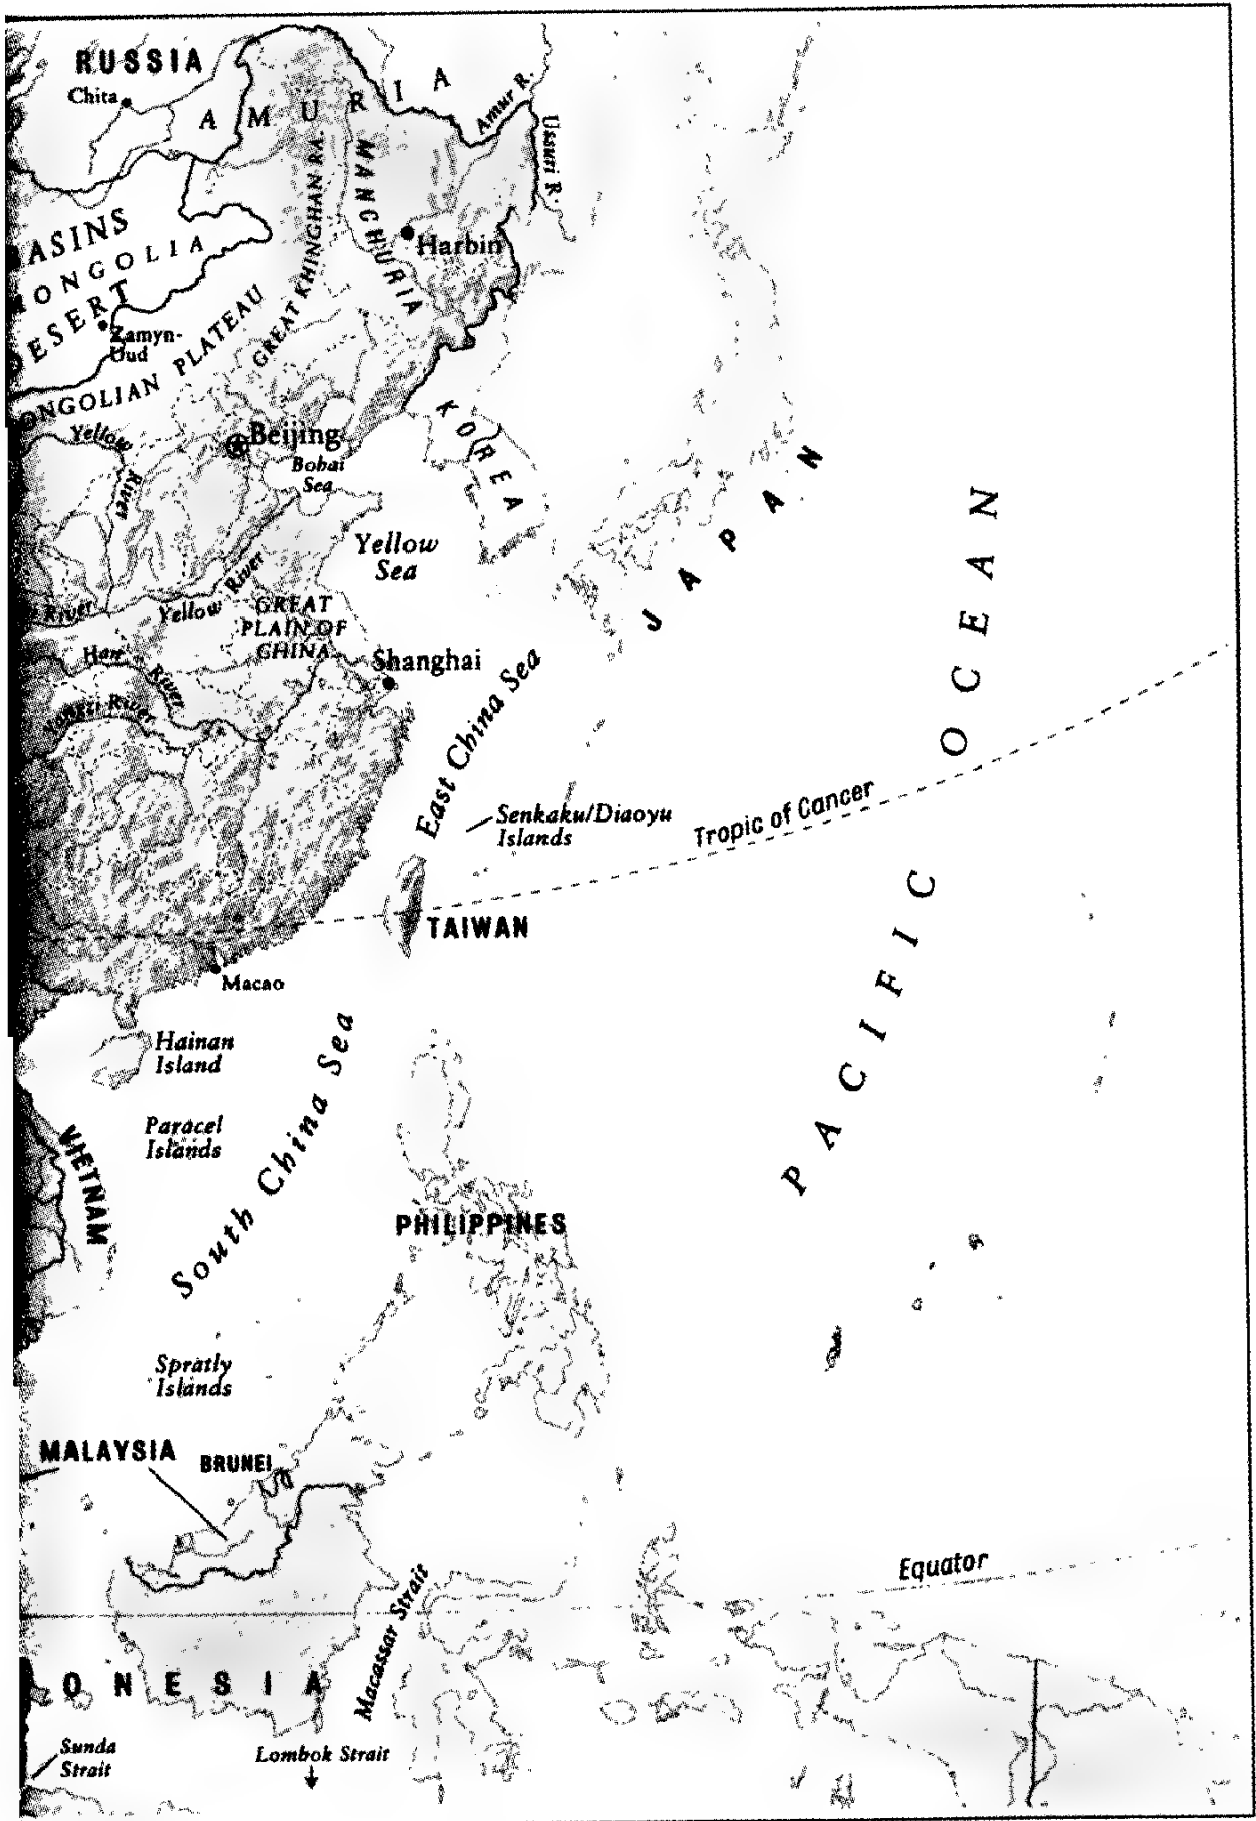 RUSSIA
Chita
AMURIA
Amur R.
Ussuri R.
MANCHURIA
GREAT KHINGHAN RA.
Harbin
ASINS
ONGOLIA
DESERT
Zamyn-
Uud
ONGOLIAN PLATEAU
KOREA
Yellow
River
Beijing
Bohai
Sea
JAPAN
PACIFIC OCEAN
Yellow
Sea
River
Yellow River
GREAT
PLAIN OF
CHINA
Han River
Shanghai
Yangzi River
East China Sea
Senkaku/Diaoyu
Islands
Tropic of Cancer
TAIWAN
Macao
Hainan
Island
South China Sea
Paracel
Islands
VIETNAM
PHILIPPINES
Spratly
Islands
MALAYSIA
BRUNEI
Equator
Macassar Strait
ONESIA
Sunda
Strait
Lombok Strait